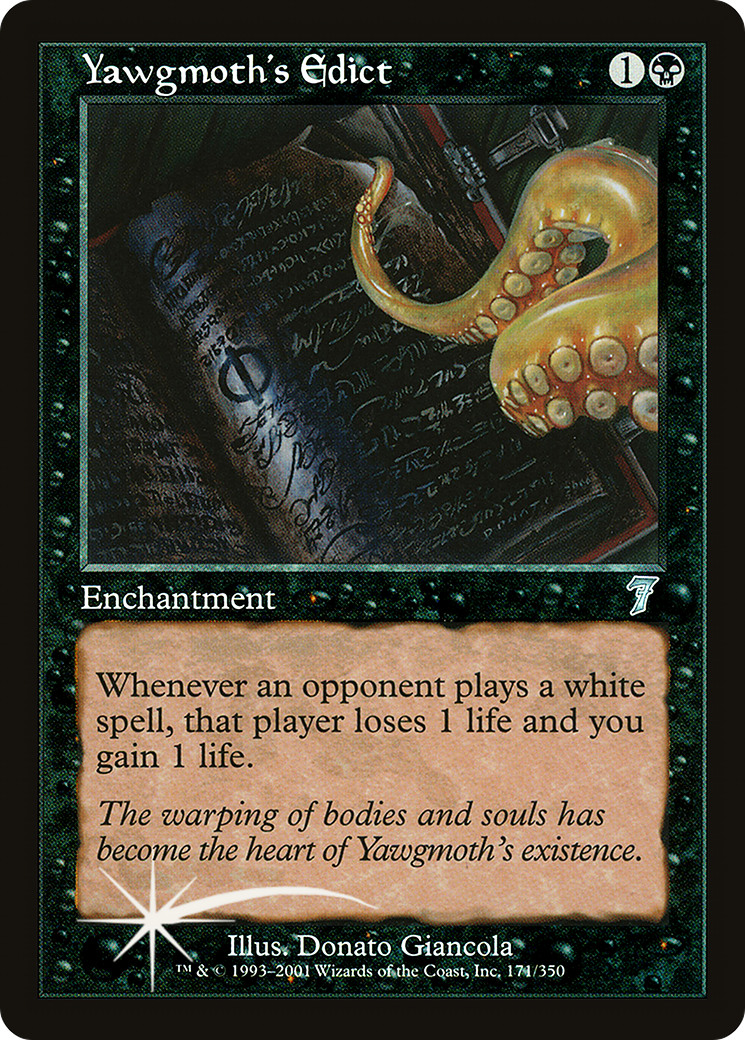 Yawgmoth's Edict
1
Enchantment
7
Whenever an opponent plays a white
spell, that player loses 1 life and you
gain 1 life.
The warping of bodies and souls has
become the heart of Yawgmoth's existence.
Illus. Donato Giancola
™ & © 1993–2001 Wizards of the Coast, Inc. 171/350